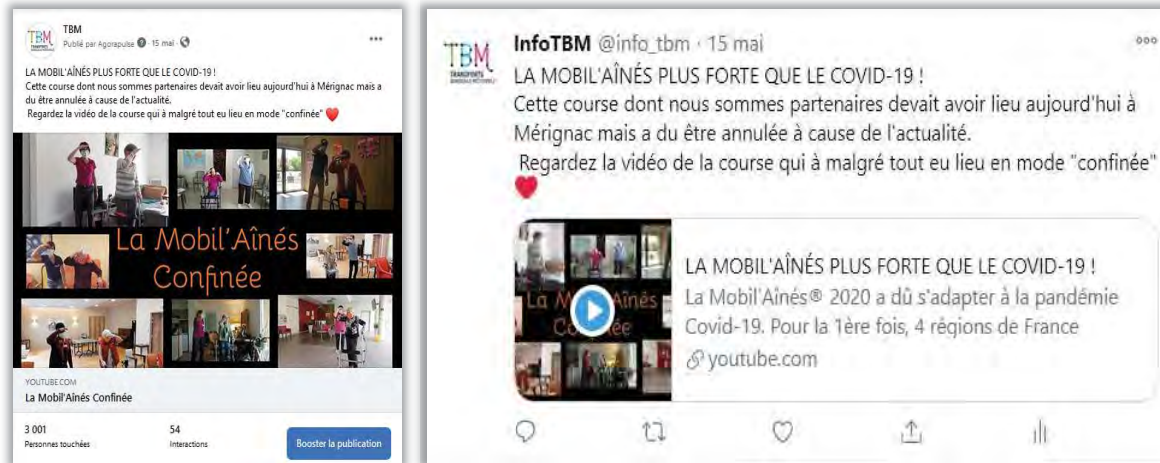 TBM
Publié par Agorapulse · 15 mai ·
LA MOBIL'AÎNÉS PLUS FORTE QUE LE COVID-19 !
Cette course dont nous sommes partenaires devait avoir lieu aujourd'hui à Mérignac mais a
du être annulée à cause de l'actualité.
Regardez la vidéo de la course qui à malgré tout eu lieu en mode "confinée" ❤️
La Mobil'Aînés
Confinée
YOUTUBE.COM
La Mobil'Aînés Confinée
3 001
Personnes touchées
54
Interactions
Booster la publication
TBM
InfoTBM @info_tbm · 15 mai
LA MOBIL'AÎNÉS PLUS FORTE QUE LE COVID-19 !
Cette course dont nous sommes partenaires devait avoir lieu aujourd'hui à
Mérignac mais a du être annulée à cause de l'actualité.
Regardez la vidéo de la course qui à malgré tout eu lieu en mode "confinée"
❤️
LA MOBIL'AÎNÉS PLUS FORTE QUE LE COVID-19 !
La Mobil'Aînés® 2020 a dû s'adapter à la pandémie
Covid-19. Pour la 1ère fois, 4 régions de France
youtube.com